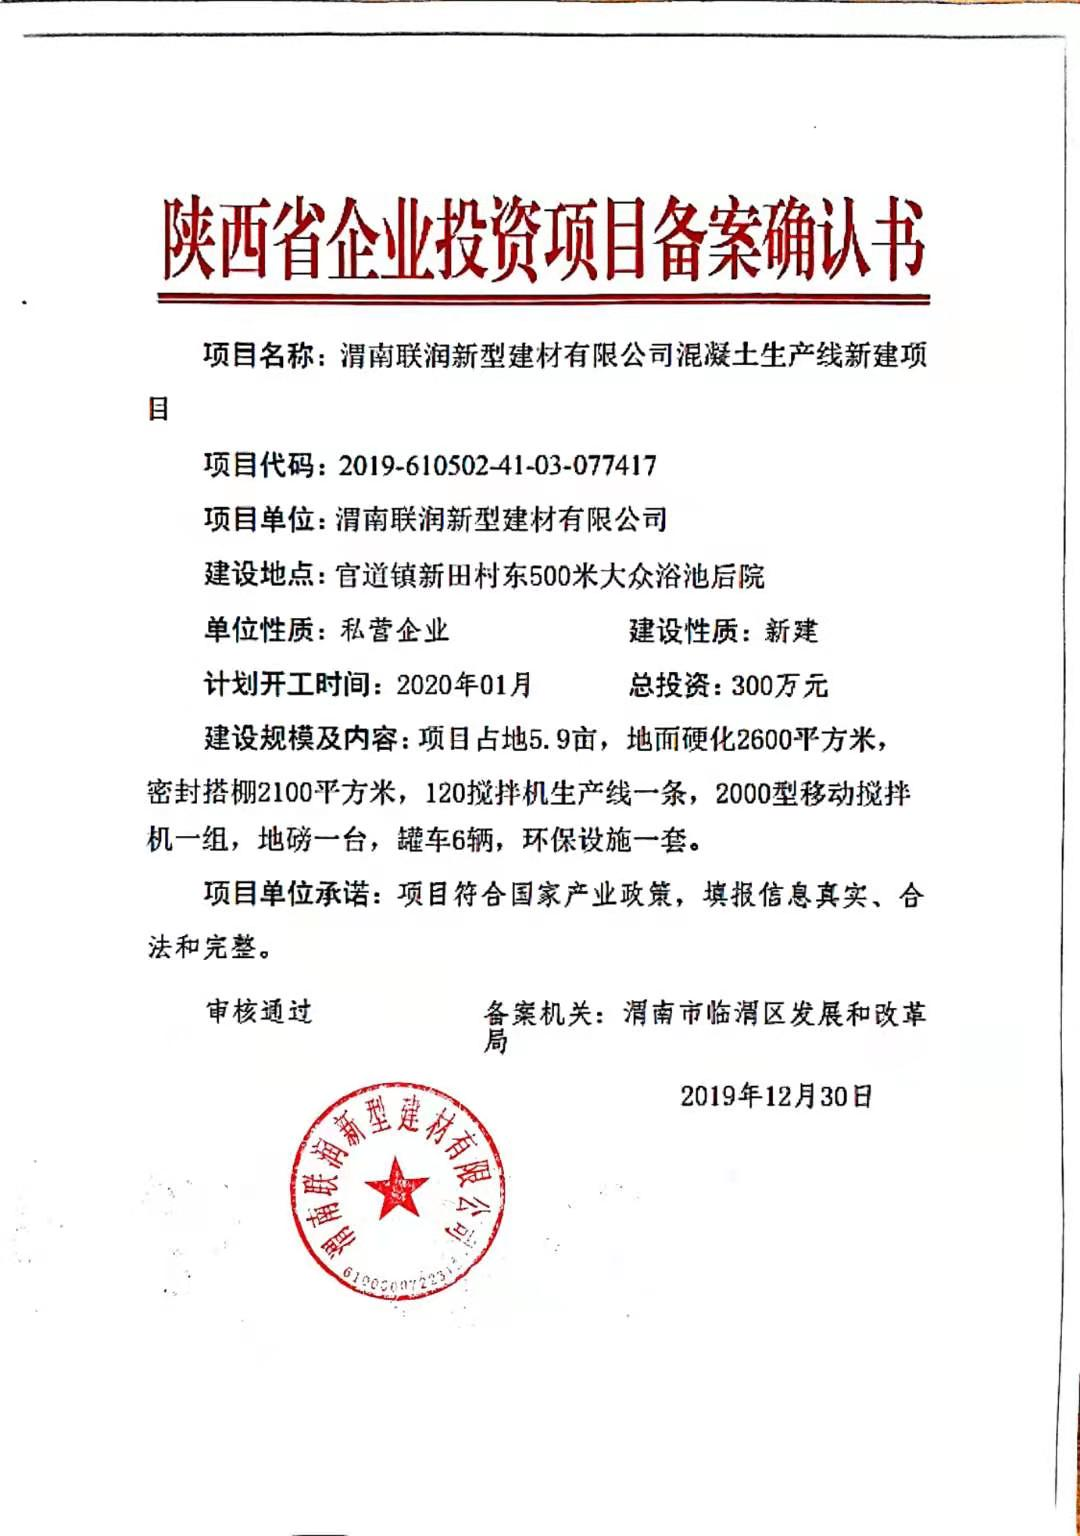 陕西省企业投资项目备案确认书
项目名称：渭南联润新型建材有限公司混凝土生产线新建项
目
项目代码：2019-610502-41-03-077417
项目单位：渭南联润新型建材有限公司
建设地点：官道镇新田村东500米大众浴池后院
单位性质：私营企业 建设性质：新建
计划开工时间：2020年01月 总投资：300万元
建设规模及内容：项目占地5.9亩，地面硬化2600平方米，
密封搭棚2100平方米，120搅拌机生产线一条，2000型移动搅拌
机一组，地磅一台，罐车6辆，环保设施一套。
项目单位承诺：项目符合国家产业政策，填报信息真实、合
法和完整。
审核通过 备案机关：渭南市临渭区发展和改革
局
2019年12月30日
渭南联润新型建材有限公司